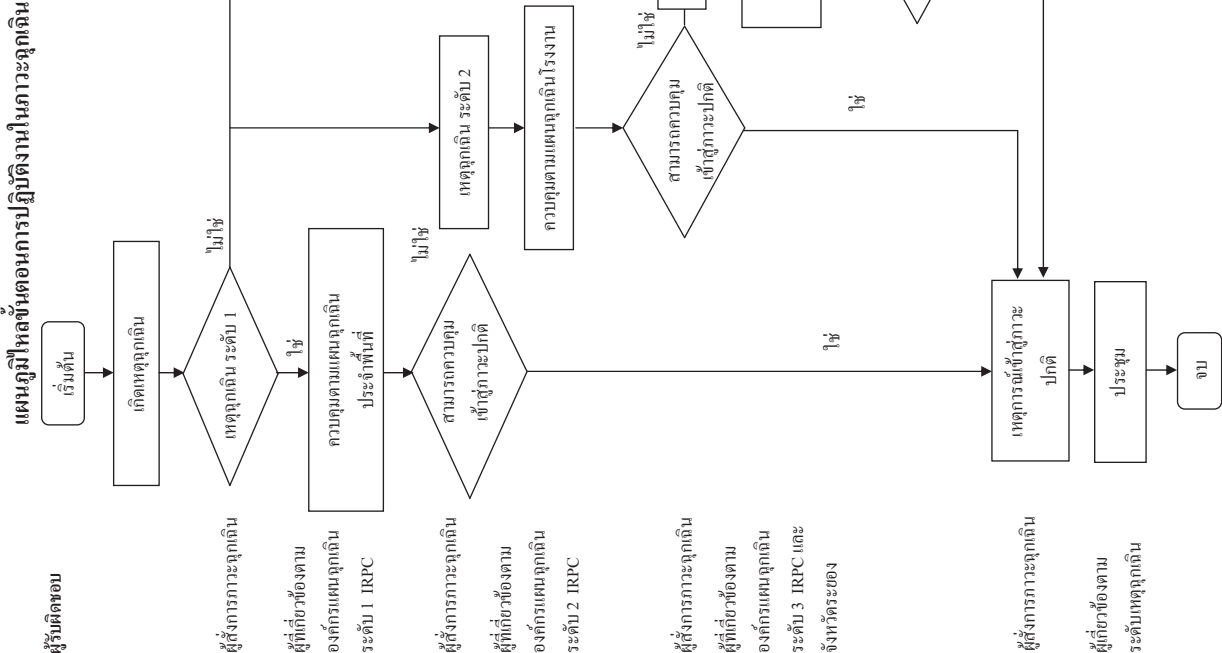 แผนภูมิไหลขั้นตอนการปฏิบัติงานในภาวะฉุกเฉิน
ผู้รับผิดชอบ
เริ่มต้น
เกิดเหตุฉุกเฉิน
ผู้สั่งการภาวะฉุกเฉิน
เหตุฉุกเฉิน ระดับ 1
ไม่ใช่
ใช่
ผู้ที่เกี่ยวข้องตาม
องค์กรแผนฉุกเฉิน
ระดับ 1 IRPC
ควบคุมตามแผนฉุกเฉิน
ประจำพื้นที่
ไม่ใช่
ผู้สั่งการภาวะฉุกเฉิน
สามารถควบคุม
เข้าสู่ภาวะปกติ
เหตุฉุกเฉิน ระดับ 2
ผู้ที่เกี่ยวข้องตาม
องค์กรแผนฉุกเฉิน
ระดับ 2 IRPC
ควบคุมตามแผนฉุกเฉินโรงงาน
ไม่ใช่
ผู้สั่งการภาวะฉุกเฉิน
สามารถควบคุม
เข้าสู่ภาวะปกติ
ผู้ที่เกี่ยวข้องตาม
องค์กรแผนฉุกเฉิน
ระดับ 3 IRPC และ
จังหวัดระยอง
ใช่
ใช่
ผู้สั่งการภาวะฉุกเฉิน
เหตุการณ์เข้าสู่ภาวะ
ปกติ
ผู้เกี่ยวข้องตาม
ระดับเหตุฉุกเฉิน
ประชุม
จบ